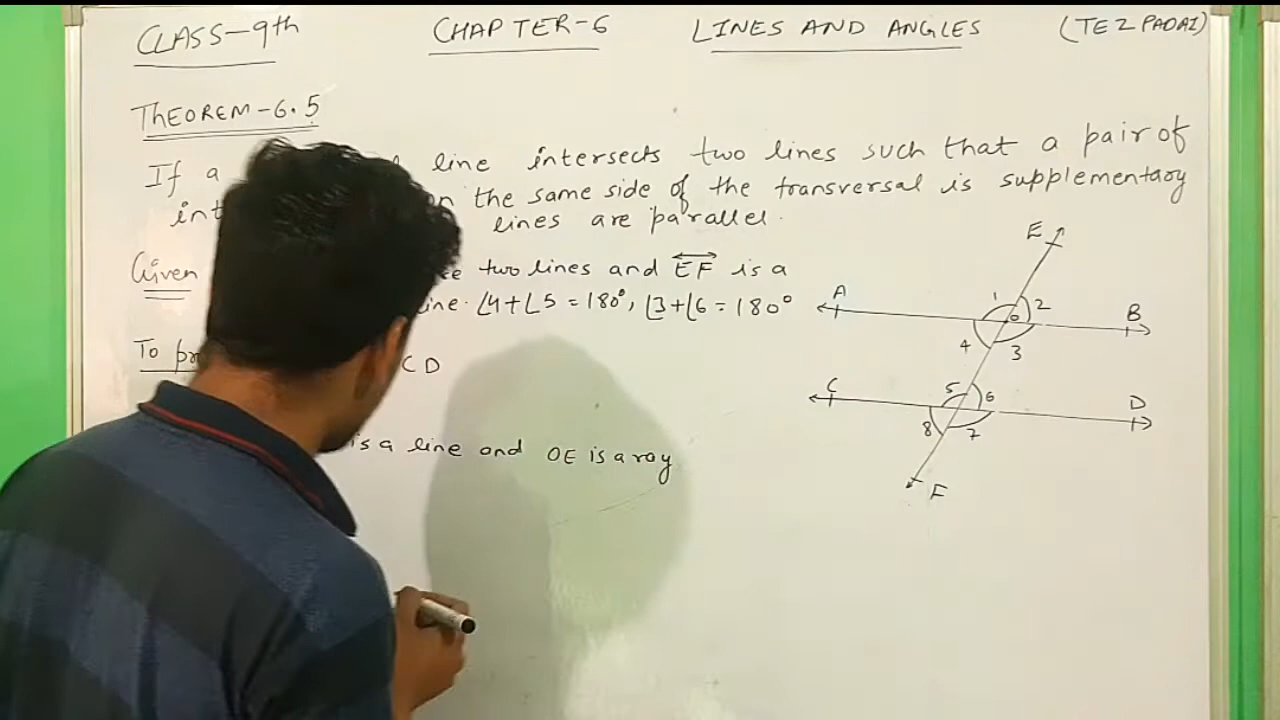 CLASS-9th CHAPTER-6 LINES AND ANGLES (TEZ PADAI)
THEOREM-6.5
If a line intersects two lines such that a pair of
int on the same side of the transversal is supplementary
lines are parallel.
Given two lines and EF is a
line. ∠4+∠5=180°, ∠3+∠6=180°
To pr CD
is a line and OE is a ray
E
A 1 2 B
O
4 3
C 5 6 D
8 7
F